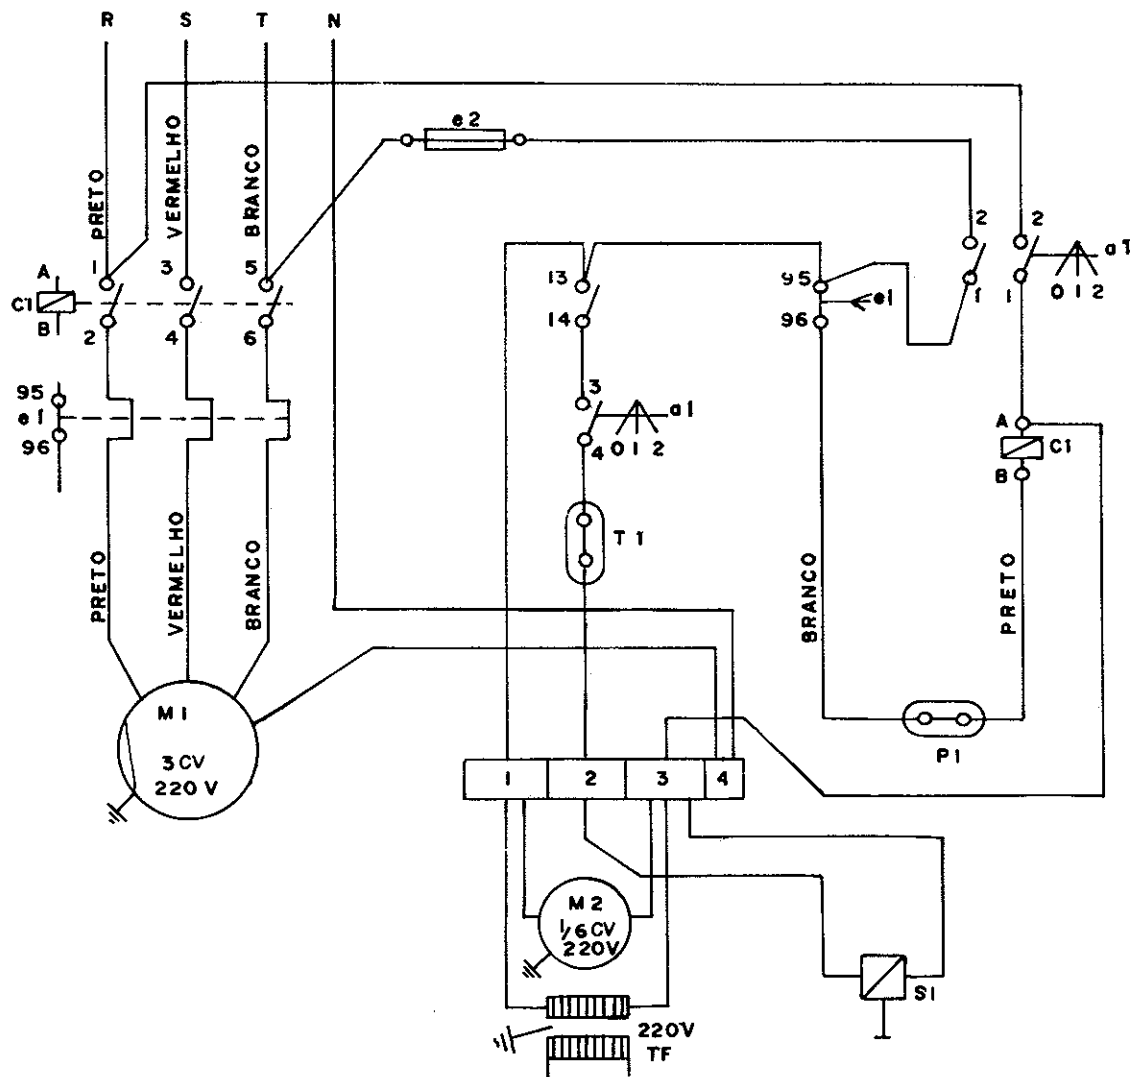 R S T N
e2
PRETO
VERMELHO
BRANCO
2 2
a1
1 3 5
A
C1
B
2 4 6
13
14
95
e1
96
1 1
0 1 2
3
a1
4 0 1 2
95
e1
96
A
C1
B
T1
PRETO
VERMELHO
BRANCO
BRANCO
PRETO
M1
3 CV
220 V
P1
1 2 3 4
M2
1/6 CV
220V
S1
220V
TF